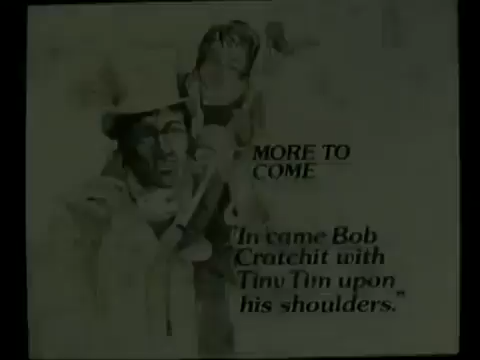 MORE TO
COME
"In came Bob
Cratchit with
Tiny Tim upon
his shoulders."